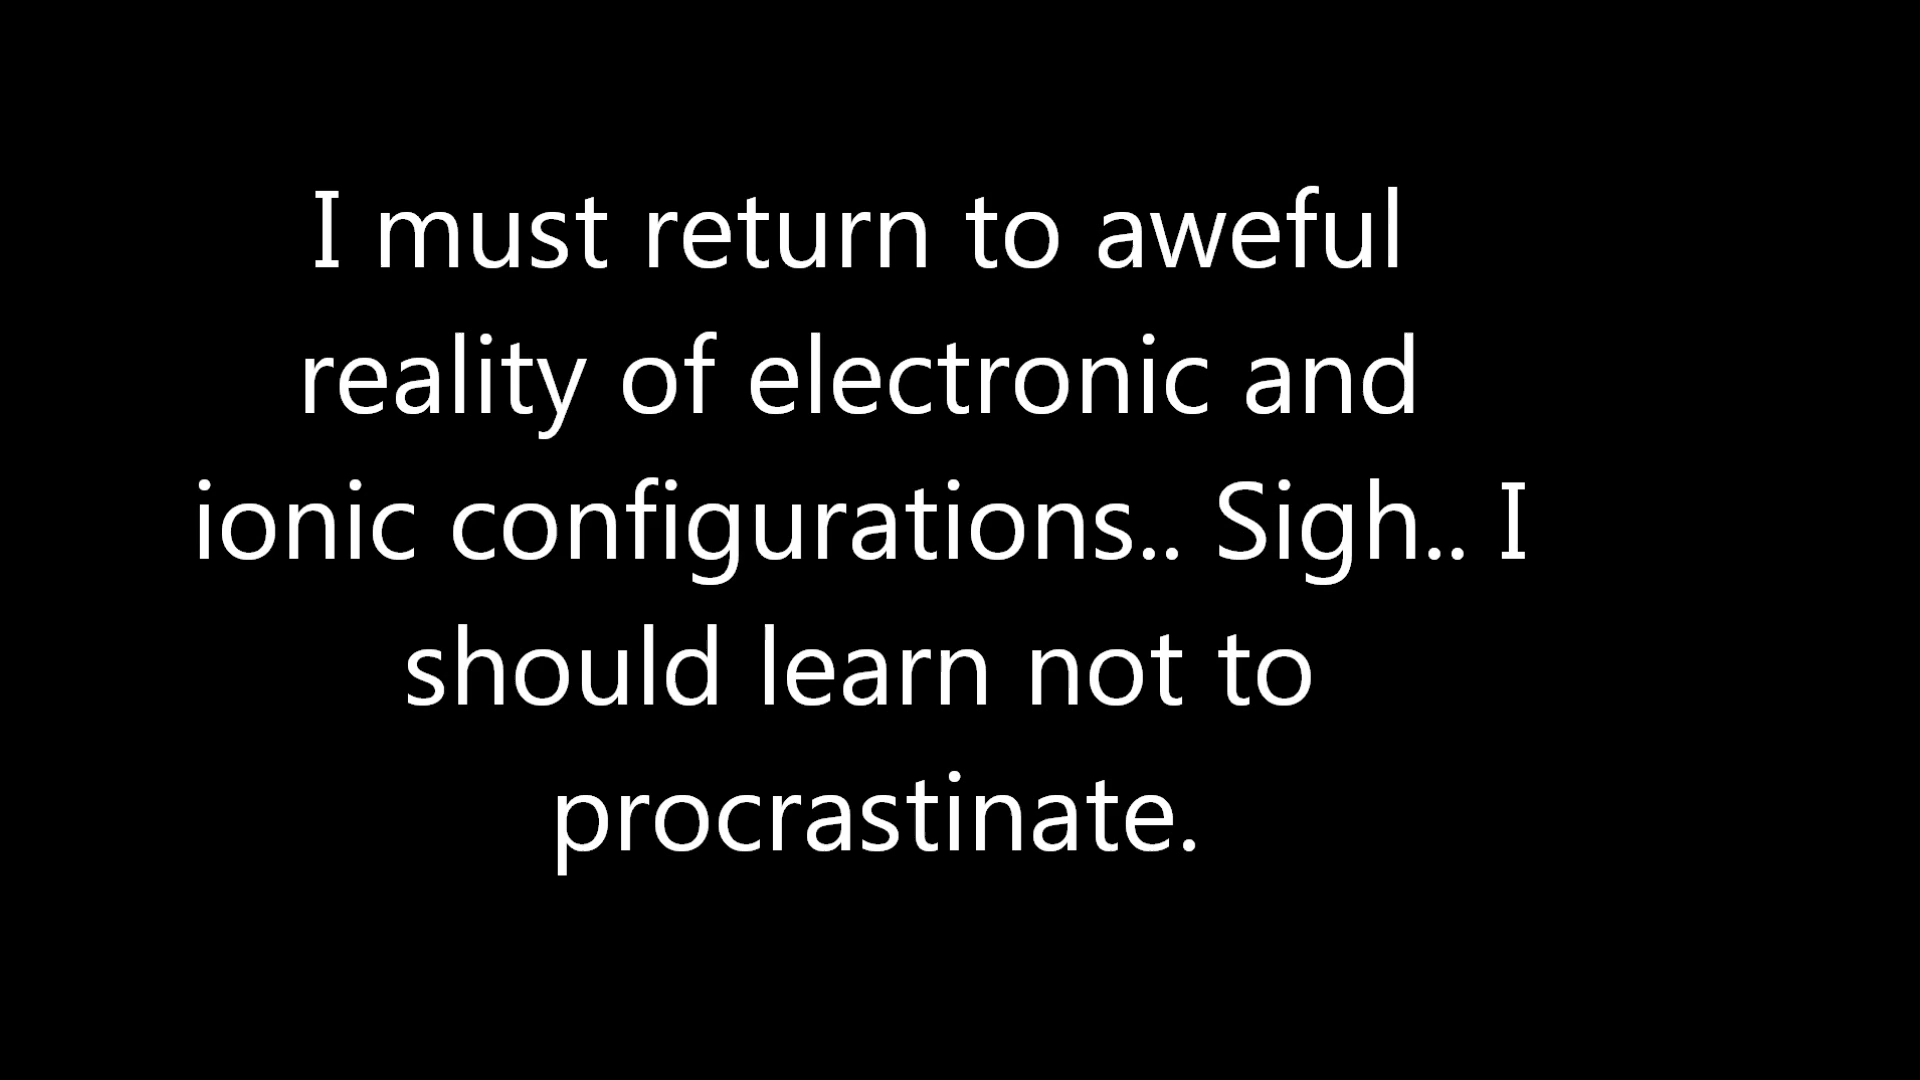 I must return to aweful
reality of electronic and
ionic configurations.. Sigh.. I
should learn not to
procrastinate.